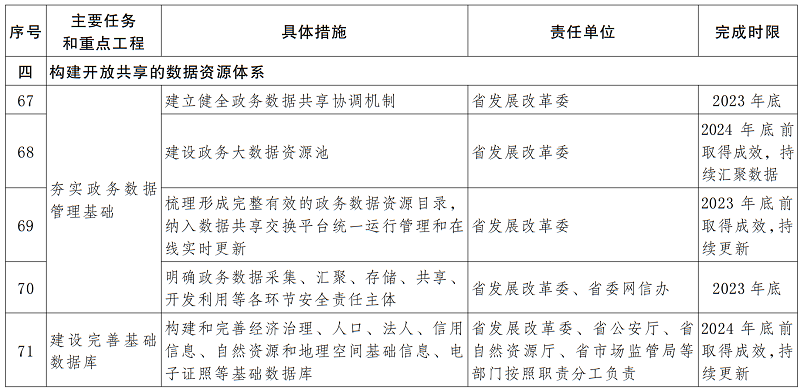 序号
主要任务
和重点工程
具体措施
责任单位
完成时限
四
构建开放共享的数据资源体系
67
夯实政务数据
管理基础
建立健全政务数据共享协调机制
省发展改革委
2023 年底
68
建设政务大数据资源池
省发展改革委
2024 年底前
取得成效，持
续汇聚数据
69
梳理形成完整有效的政务数据资源目录，
纳入数据共享交换平台统一运行管理和在
线实时更新
省发展改革委
2023 年底前
取得成效，持
续更新
70
明确政务数据采集、汇聚、存储、共享、
开发利用等各环节安全责任主体
省发展改革委、省委网信办
2023 年底
71
建设完善基础
数据库
构建和完善经济治理、人口、法人、信用
信息、自然资源和地理空间基础信息、电
子证照等基础数据库
省发展改革委、省公安厅、省
自然资源厅、省市场监管局等
部门按照职责分工负责
2024 年底前
取得成效，持
续更新